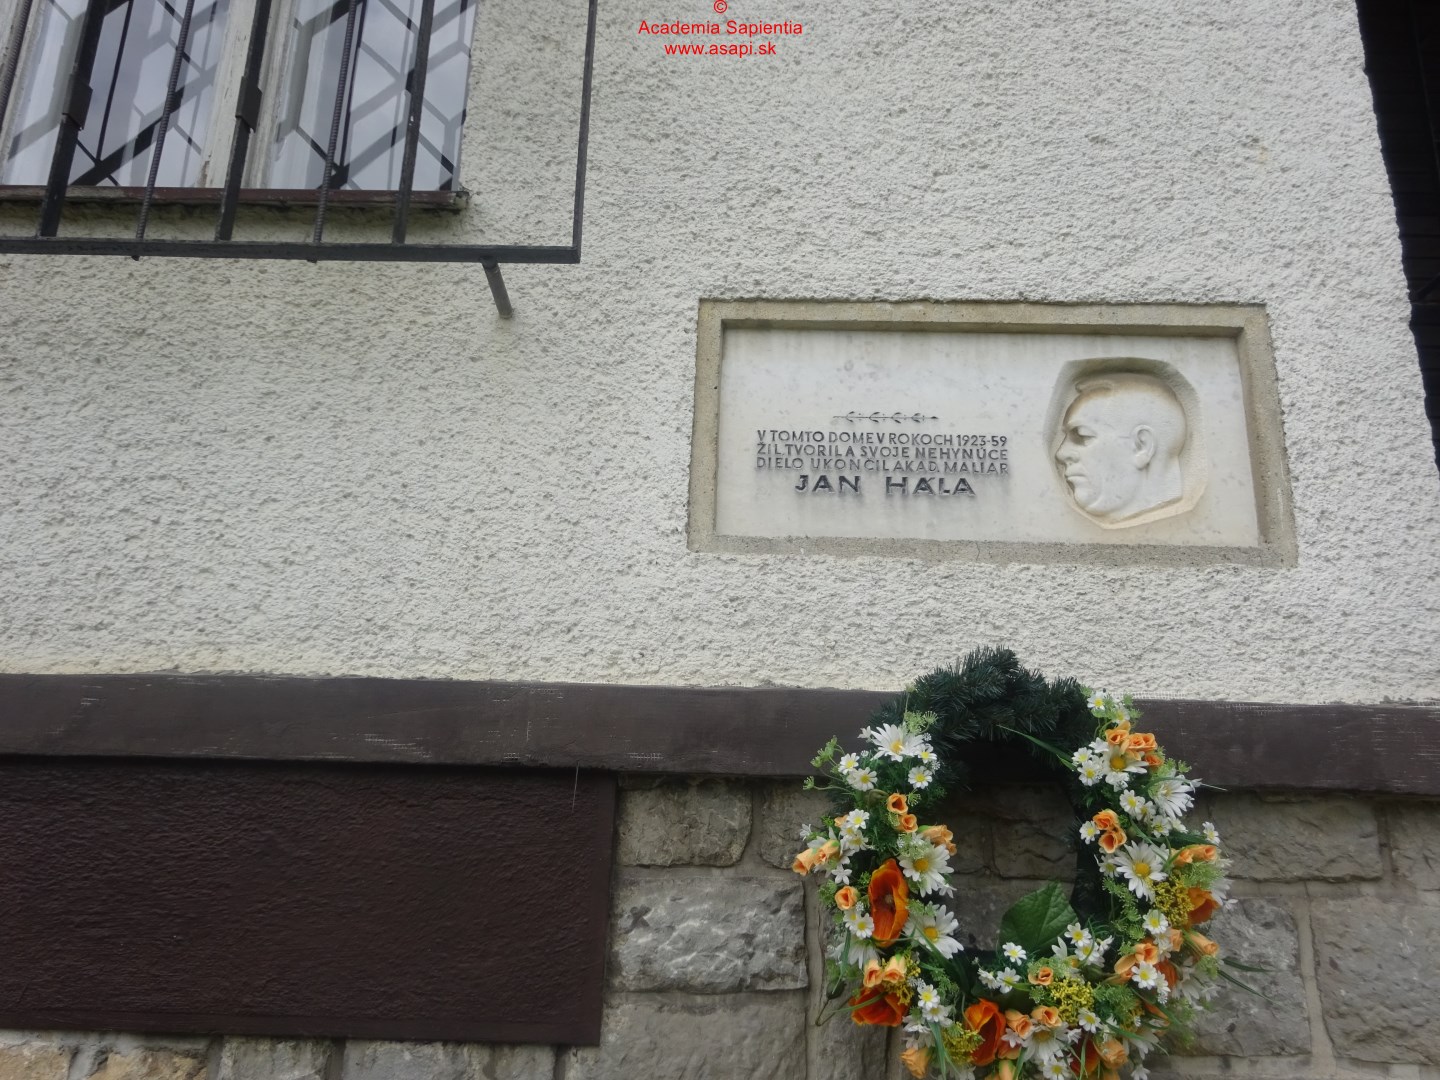 ©
Academia Sapientia
www.asapi.sk
V TOMTO DOME V ROKOCH 1923-59
ŽIL, TVORIL A SVOJE NEHYNÚCE
DIELO UKONČIL AKAD. MALIAR
JÁN HÁLA